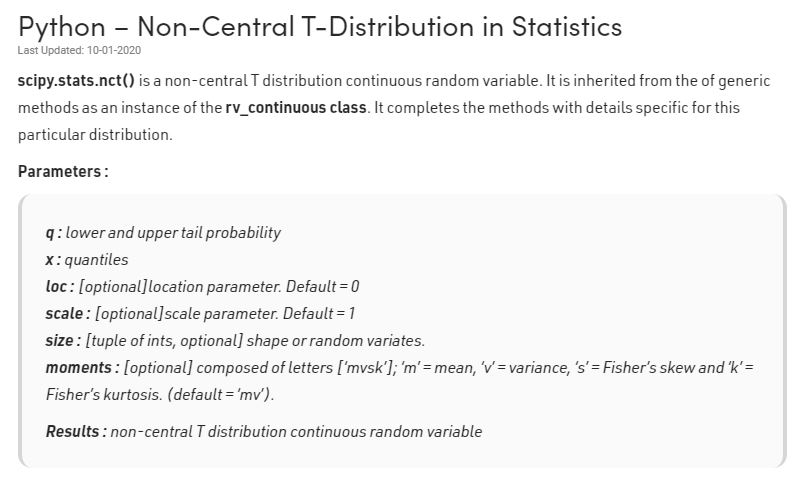 Python – Non-Central T-Distribution in Statistics
Last Updated: 10-01-2020
scipy.stats.nct() is a non-central T distribution continuous random variable. It is inherited from the of generic
methods as an instance of the rv_continuous class. It completes the methods with details specific for this
particular distribution.
Parameters :
q : lower and upper tail probability
x : quantiles
loc : [optional]location parameter. Default = 0
scale : [optional]scale parameter. Default = 1
size : [tuple of ints, optional] shape or random variates.
moments : [optional] composed of letters [‘mvsk’]; ‘m’ = mean, ‘v’ = variance, ‘s’ = Fisher’s skew and ‘k’ =
Fisher’s kurtosis. (default = ‘mv’).
Results : non-central T distribution continuous random variable